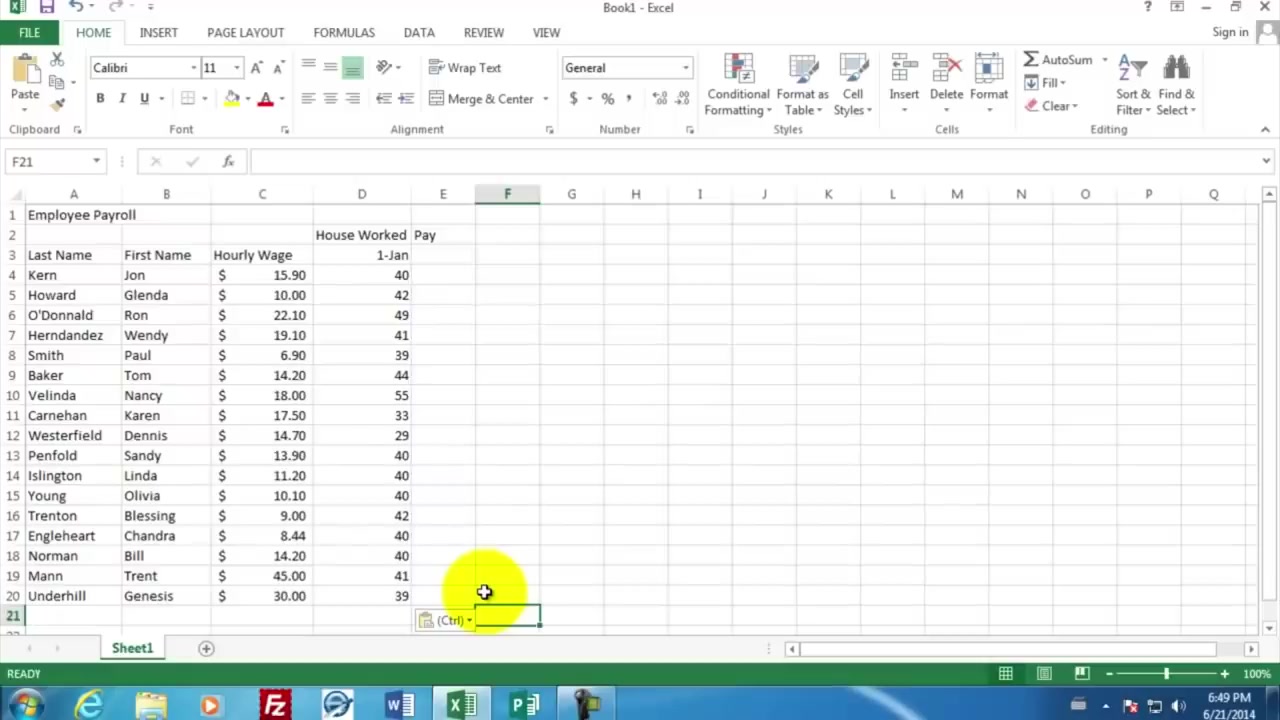 Book1 - Excel
?
FILE HOME INSERT PAGE LAYOUT FORMULAS DATA REVIEW VIEW Sign in
Paste Calibri 11 Wrap Text General Conditional Formatting Format as Table Cell Styles Insert Delete Format AutoSum Fill Clear Sort & Filter Find & Select
B I U Merge & Center $ % ,
Clipboard Font Alignment Number Styles Cells Editing
F21 fx
A B C D E F G H I J K L M N O P Q
1 Employee Payroll
2 House Worked Pay
3 Last Name First Name Hourly Wage 1-Jan
4 Kern Jon $ 15.90 40
5 Howard Glenda $ 10.00 42
6 O'Donnald Ron $ 22.10 49
7 Herndandez Wendy $ 19.10 41
8 Smith Paul $ 6.90 39
9 Baker Tom $ 14.20 44
10 Velinda Nancy $ 18.00 55
11 Carnehan Karen $ 17.50 33
12 Westerfield Dennis $ 14.70 29
13 Penfold Sandy $ 13.90 40
14 Islington Linda $ 11.20 40
15 Young Olivia $ 10.10 40
16 Trenton Blessing $ 9.00 42
17 Engleheart Chandra $ 8.44 40
18 Norman Bill $ 14.20 40
19 Mann Trent $ 45.00 41
20 Underhill Genesis $ 30.00 39
21 (Ctrl)
Sheet1
READY 100%
6:49 PM
6/21/2014